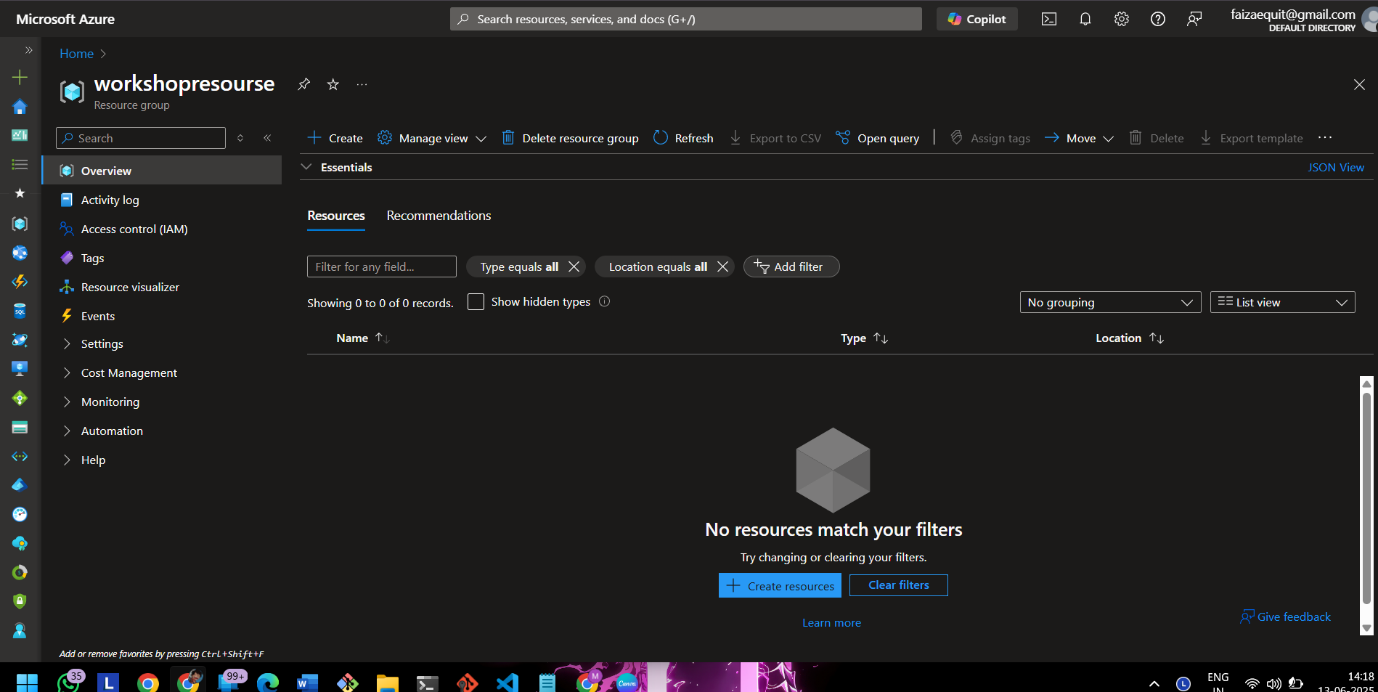 Microsoft Azure
Search resources, services, and docs (G+/)
Copilot
faizaequit@gmail.com
DEFAULT DIRECTORY
Home
workshopresourse
Resource group
Search
Create
Manage view
Delete resource group
Refresh
Export to CSV
Open query
Assign tags
Move
Delete
Export template
Overview
Essentials
JSON View
Activity log
Resources
Recommendations
Access control (IAM)
Tags
Filter for any field...
Type equals all
Location equals all
Add filter
Resource visualizer
Showing 0 to 0 of 0 records.
Show hidden types
No grouping
List view
Events
Settings
Name
Type
Location
Cost Management
Monitoring
Automation
Help
No resources match your filters
Try changing or clearing your filters.
Create resources
Clear filters
Learn more
Give feedback
Add or remove favorites by pressing Ctrl+Shift+F
35
99+
ENG
IN
14:18
13-06-2025